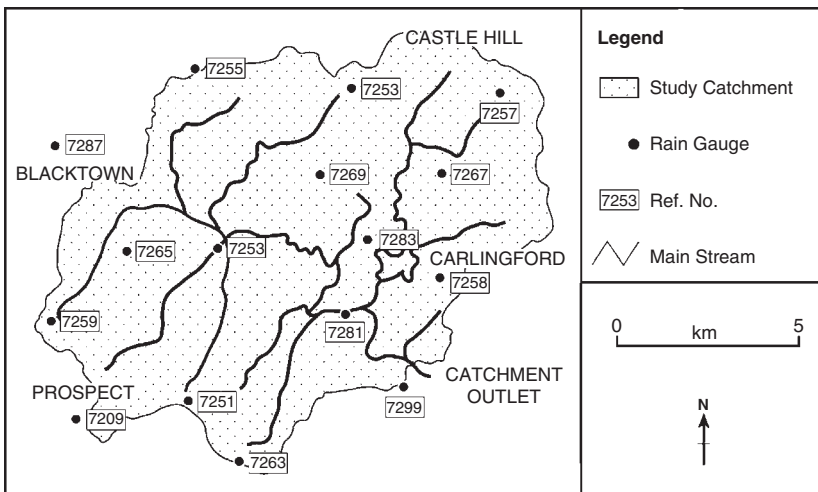 CASTLE HILL
7255
7253
7257
7287
BLACKTOWN
7269
7267
7265
7253
7283
CARLINGFORD
7258
7259
7281
PROSPECT
7251
CATCHMENT
OUTLET
7299
7209
7263
Legend
Study Catchment
Rain Gauge
7253 Ref. No.
Main Stream
0 5
km
N